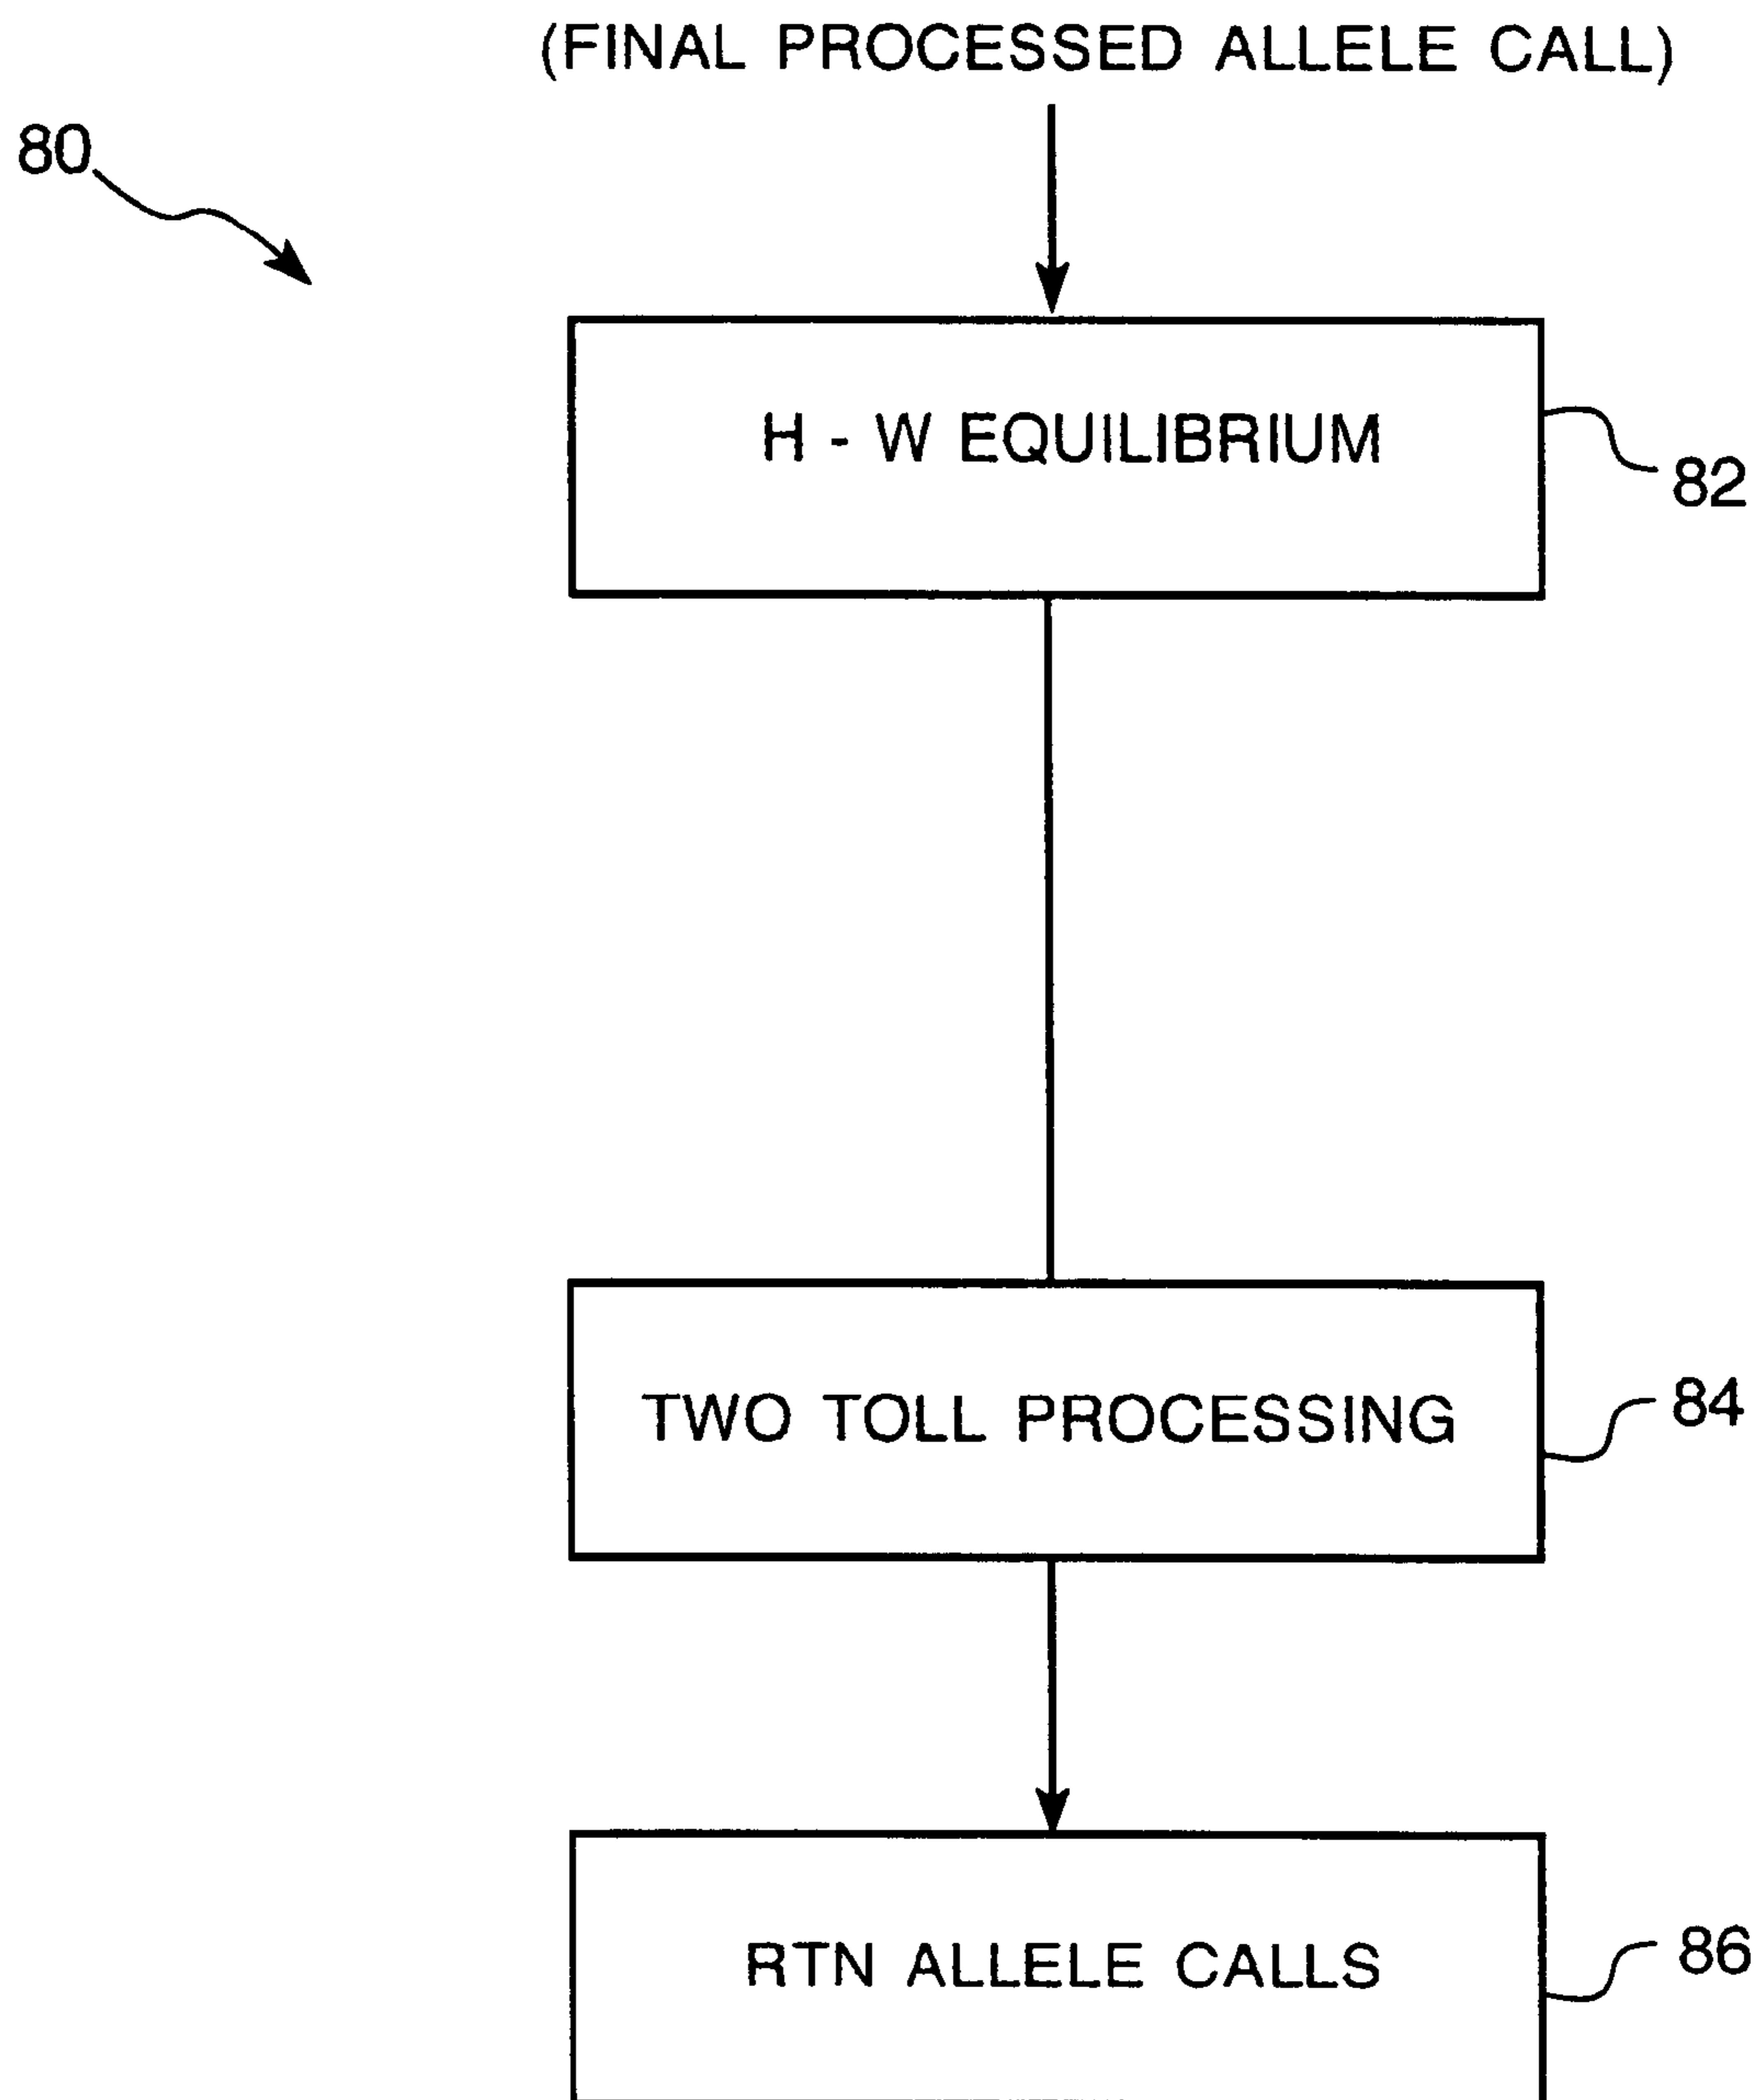 (FINAL PROCESSED ALLELE CALL)
80
H - W EQUILIBRIUM
82
TWO TOLL PROCESSING
84
RTN ALLELE CALLS
86